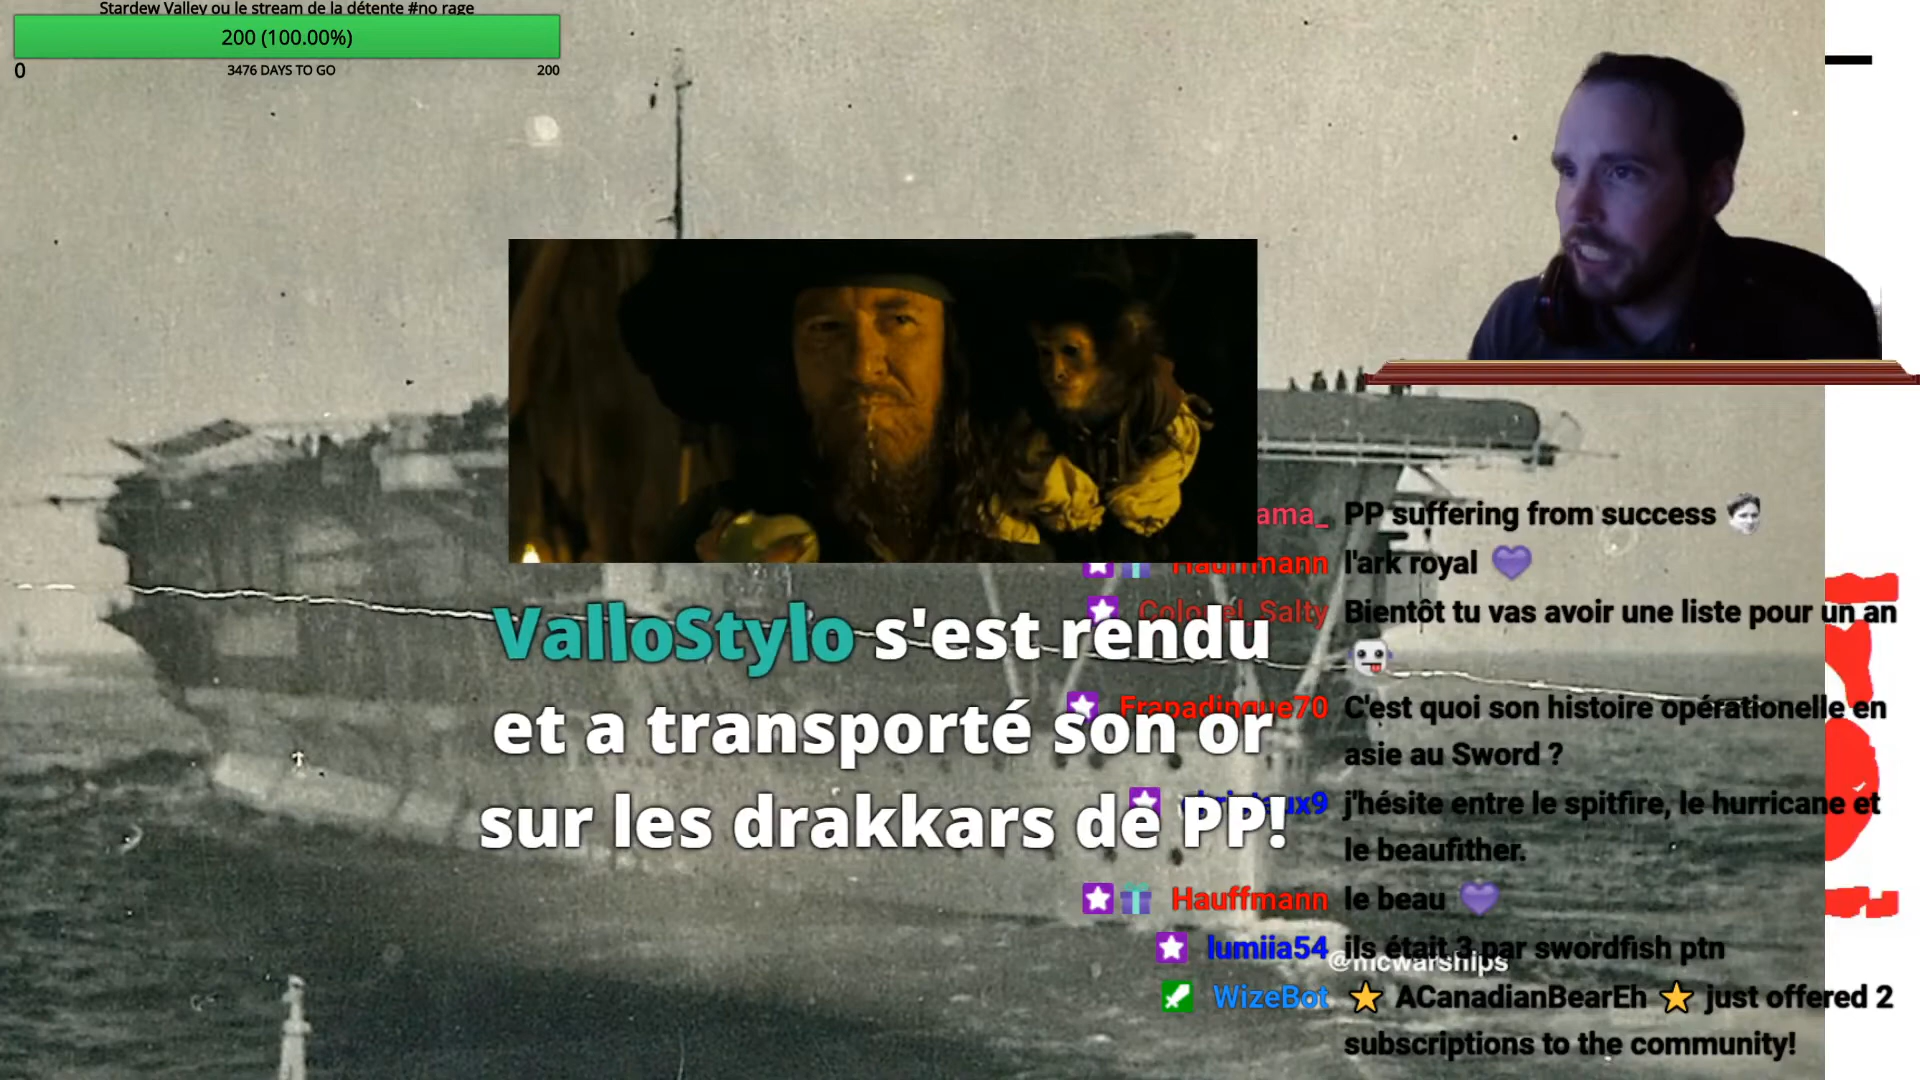 Stardew Valley ou le stream de la détente #no rage
200 (100.00%)
0 3476 DAYS TO GO 200
ama_ PP suffering from success
Hauffmann l'ark royal
Colonel_Salty Bientôt tu vas avoir une liste pour un an
ValloStylo s'est rendu
et a transporté son or
sur les drakkars de PP!
Frapadingue70 C'est quoi son histoire opérationelle en
asie au Sword ?
j'hésite entre le spitfire, le hurricane et
le beaufither.
Hauffmann le beau
lumiia54 ils était 3 par swordfish ptn
@mcwarships
WizeBot ACanadianBearEh just offered 2
subscriptions to the community!